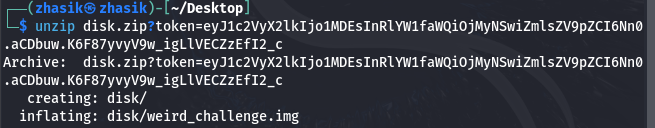 ┌──(zhasik㉿zhasik)-[~/Desktop]
└─$ unzip disk.zip?token=eyJ1c2VyX2lkIjo1MDEsInRlYW1faWQiOjMyNSwiZmlsZV9pZCI6Nn0
.aCDbuw.K6F87yvyV9w_igLlVECZzEfI2_c
Archive:  disk.zip?token=eyJ1c2VyX2lkIjo1MDEsInRlYW1faWQiOjMyNSwiZmlsZV9pZCI6Nn0
.aCDbuw.K6F87yvyV9w_igLlVECZzEfI2_c
   creating: disk/
  inflating: disk/weird_challenge.img